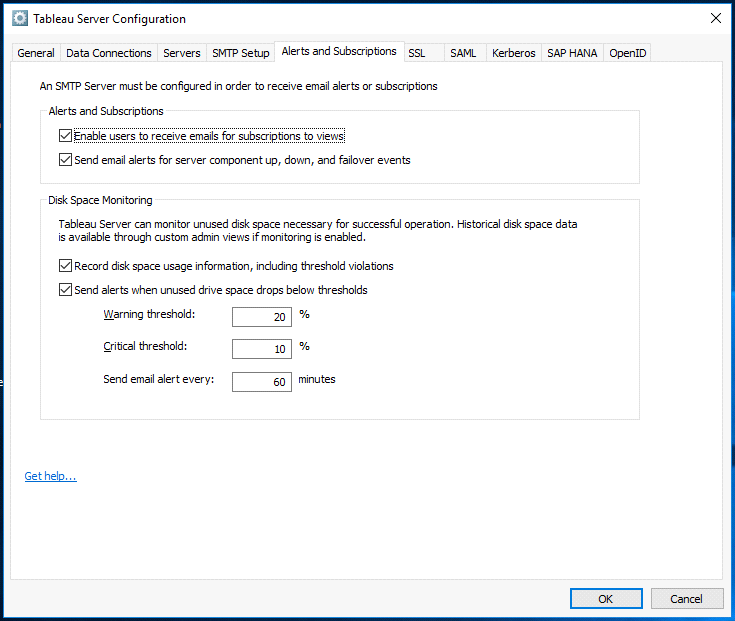 Tableau Server Configuration
General
Data Connections
Servers
SMTP Setup
Alerts and Subscriptions
SSL
SAML
Kerberos
SAP HANA
OpenID
An SMTP Server must be configured in order to receive email alerts or subscriptions
Alerts and Subscriptions
Enable users to receive emails for subscriptions to views
Send email alerts for server component up, down, and failover events
Disk Space Monitoring
Tableau Server can monitor unused disk space necessary for successful operation. Historical disk space data
is available through custom admin views if monitoring is enabled.
Record disk space usage information, including threshold violations
Send alerts when unused drive space drops below thresholds
Warning threshold: 20 %
Critical threshold: 10 %
Send email alert every: 60 minutes
Get help...
OK
Cancel